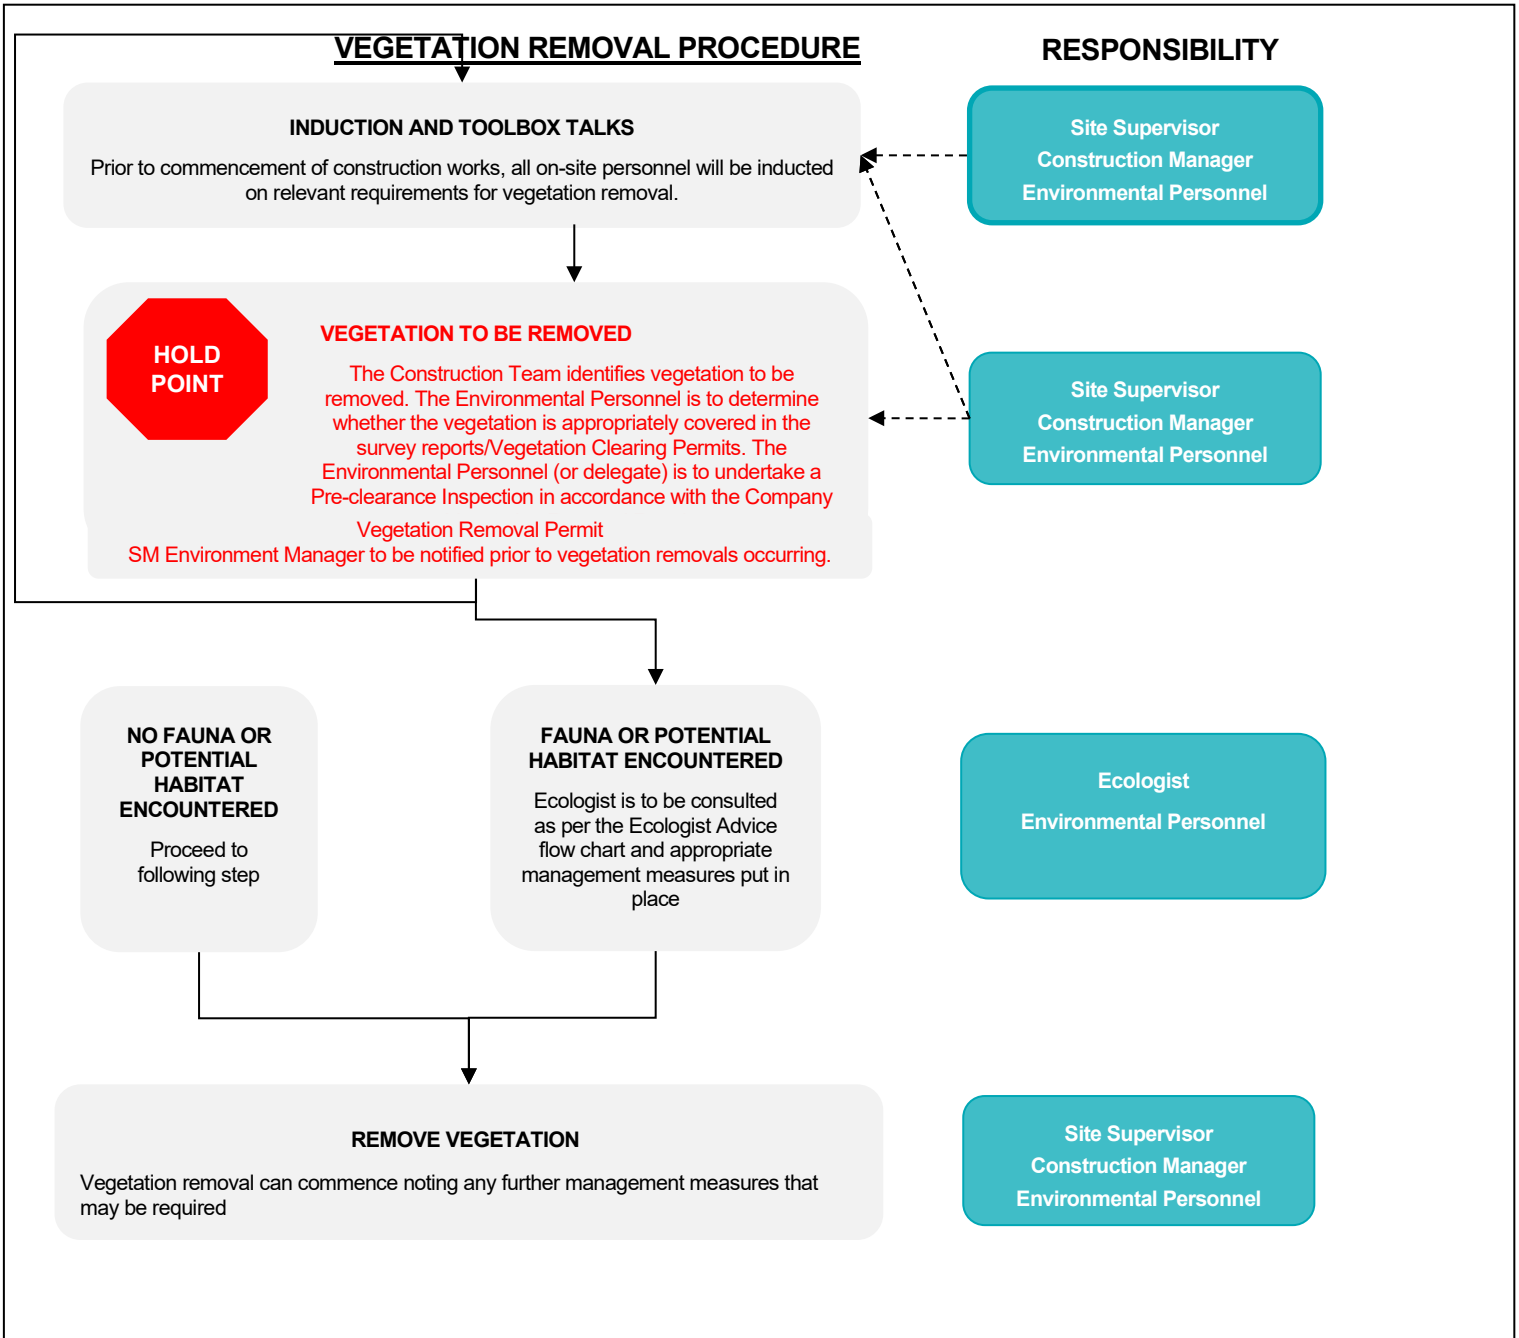 VEGETATION REMOVAL PROCEDURE
RESPONSIBILITY
INDUCTION AND TOOLBOX TALKS
Prior to commencement of construction works, all on-site personnel will be inducted
on relevant requirements for vegetation removal.
Site Supervisor
Construction Manager
Environmental Personnel
HOLD
POINT
VEGETATION TO BE REMOVED
The Construction Team identifies vegetation to be
removed. The Environmental Personnel is to determine
whether the vegetation is appropriately covered in the
survey reports/Vegetation Clearing Permits. The
Environmental Personnel (or delegate) is to undertake a
Pre-clearance Inspection in accordance with the Company
Vegetation Removal Permit
SM Environment Manager to be notified prior to vegetation removals occurring.
Site Supervisor
Construction Manager
Environmental Personnel
NO FAUNA OR
POTENTIAL
HABITAT
ENCOUNTERED
Proceed to
following step
FAUNA OR POTENTIAL
HABITAT ENCOUNTERED
Ecologist is to be consulted
as per the Ecologist Advice
flow chart and appropriate
management measures put in
place
Ecologist
Environmental Personnel
REMOVE VEGETATION
Vegetation removal can commence noting any further management measures that
may be required
Site Supervisor
Construction Manager
Environmental Personnel